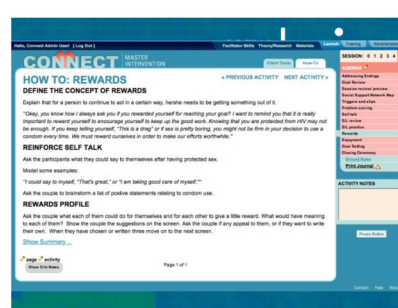 Hello, Connect Admin User! [ Log Out ]
Facilitator Skills Theory/Research Materials Launch Training
CONNECT MASTER INTERVENTION
Client Tools How-To
« PREVIOUS ACTIVITY NEXT ACTIVITY »
HOW TO: REWARDS
DEFINE THE CONCEPT OF REWARDS
Explain that for a person to continue to act in a certain way, he/she needs to be getting something out of it.
"Okay, you know how I always ask you if you rewarded yourself for reaching your goal? I want to remind you that it is really
important to reward yourself to encourage yourself to keep up the good work. Knowing that you are protected from HIV may not
be enough. If you keep telling yourself, "This is a drag" or if sex is pretty boring, you might not be firm in your decision to use a
condom every time. We must reward ourselves in order to make our efforts worthwhile."
REINFORCE SELF TALK
Ask the participants what they could say to themselves after having protected sex.
Model some examples:
"I could say to myself, "That's great," or "I am taking good care of myself.""
Ask the couple to brainstorm a list of postive statements relating to condom use.
REWARDS PROFILE
Ask the couple what each of them could do for themselves and for each other to give a little reward. What would have meaning
to each of them? Show the couple the suggestions on the screen. Ask the couple if any appeal to them, or if they want to write
their own. When they have chosen or written three move on to the next screen.
Show Summary ...
page activity
Show Crib Notes
Page 1 of 1
SESSION: 0 1 2 3 4
AGENDA
Addressing Endings
Goal Review
Session revival preview
Social Support Network Map
Triggers and slips
Problem solving
Self talk
S/L review
S/L practice
Rewards
Enjoyment
Goal Setting
Closing Ceremony
Ground Rules
Print Journal
ACTIVITY NOTES
Pause Button
Contact Help